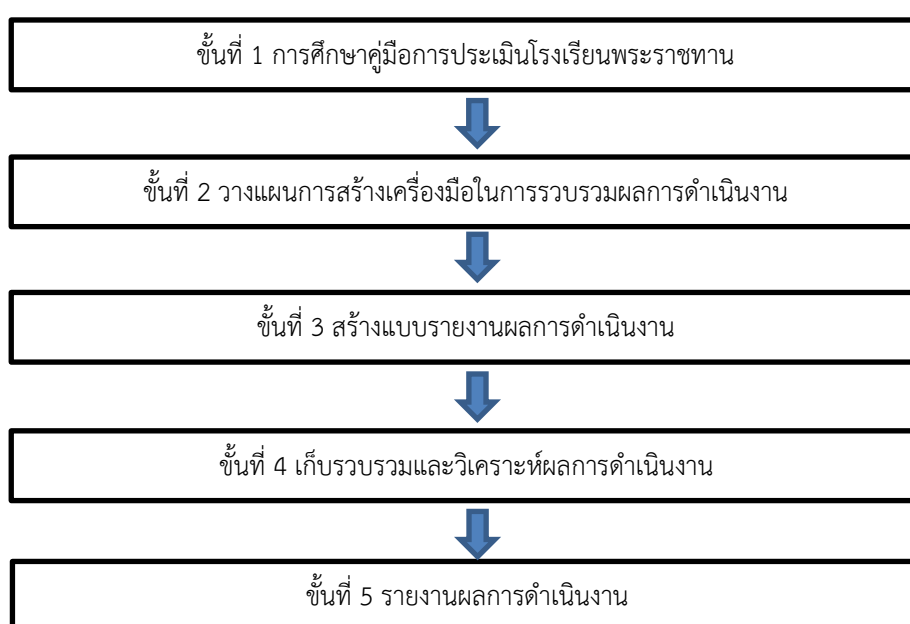 ขั้นที่ 1 การศึกษาคู่มือการประเมินโรงเรียนพระราชทาน
ขั้นที่ 2 วางแผนการสร้างเครื่องมือในการรวบรวมผลการดำเนินงาน
ขั้นที่ 3 สร้างแบบรายงานผลการดำเนินงาน
ขั้นที่ 4 เก็บรวบรวมและวิเคราะห์ผลการดำเนินงาน
ขั้นที่ 5 รายงานผลการดำเนินงาน